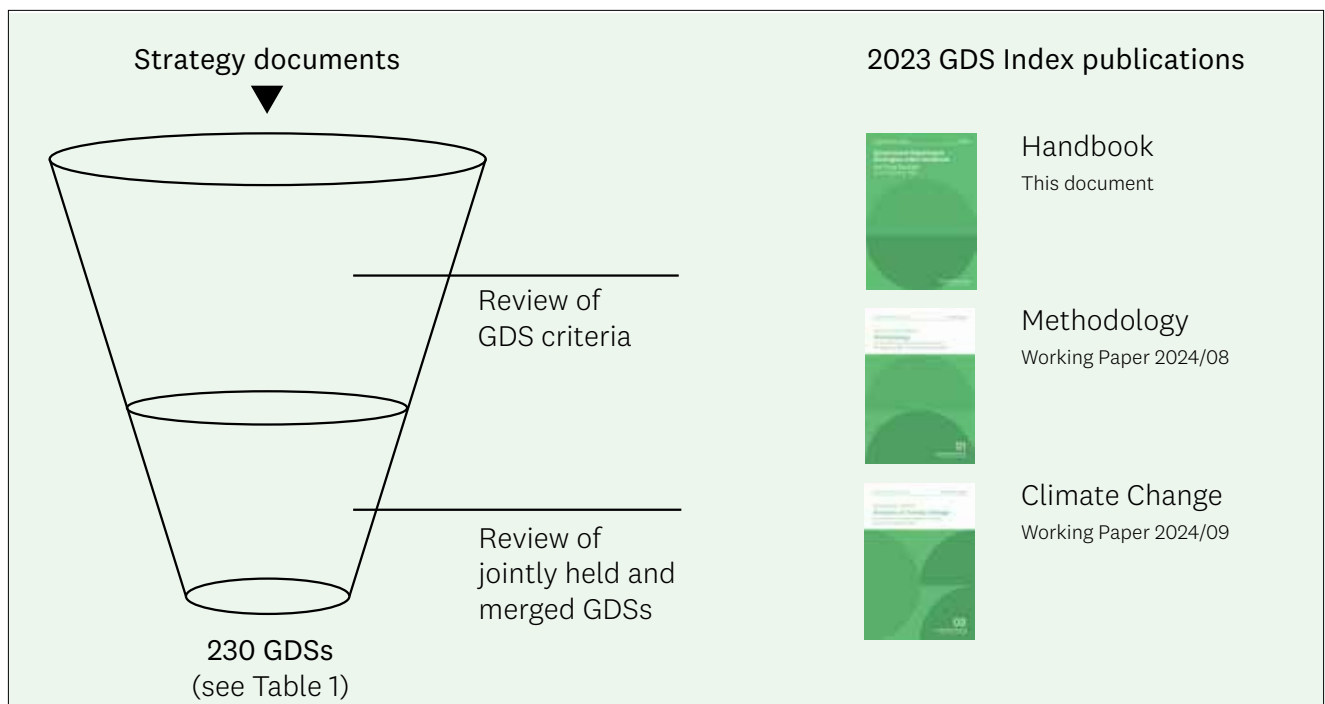 Strategy documents
Review of
GDS criteria
Review of
jointly held and
merged GDSs
230 GDSs
(see Table 1)
2023 GDS Index publications
Handbook
This document
Methodology
Working Paper 2024/08
Climate Change
Working Paper 2024/09